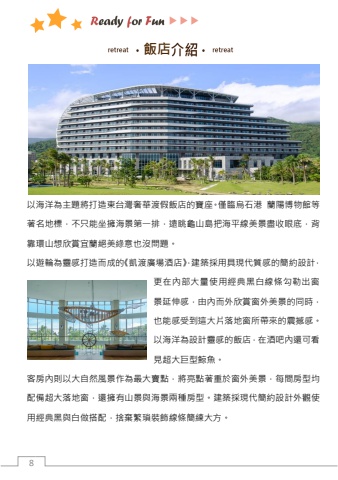 Ready for Fun
retreat • 飯店介紹 • retreat
以海洋為主題將打造東台灣奢華渡假飯店的寶座。僅臨烏石港 蘭陽博物館等
著名地標，不只能坐擁海景第一排，遠眺龜山島把海平線美景盡收眼底，背
靠環山想欣賞宜蘭絕美綠意也沒問題。
以遊輪為靈感打造而成的《凱渡廣場酒店》，建築採用具現代質感的簡約設計，
更在內部大量使用經典黑白線條勾勒出窗
景延伸感，由內而外欣賞窗外美景的同時，
也能感受到這大片落地窗所帶來的震撼感。
以海洋為設計靈感的飯店，在酒吧內還可看
見超大巨型鯨魚。
客房內則以大自然風景作為最大賣點，將亮點著重於窗外美景，每間房型均
配備超大落地窗，還擁有山景與海景兩種房型。建築採現代簡約設計外觀使
用經典黑與白做搭配，捨棄繁瑣裝飾線條簡練大方。
8